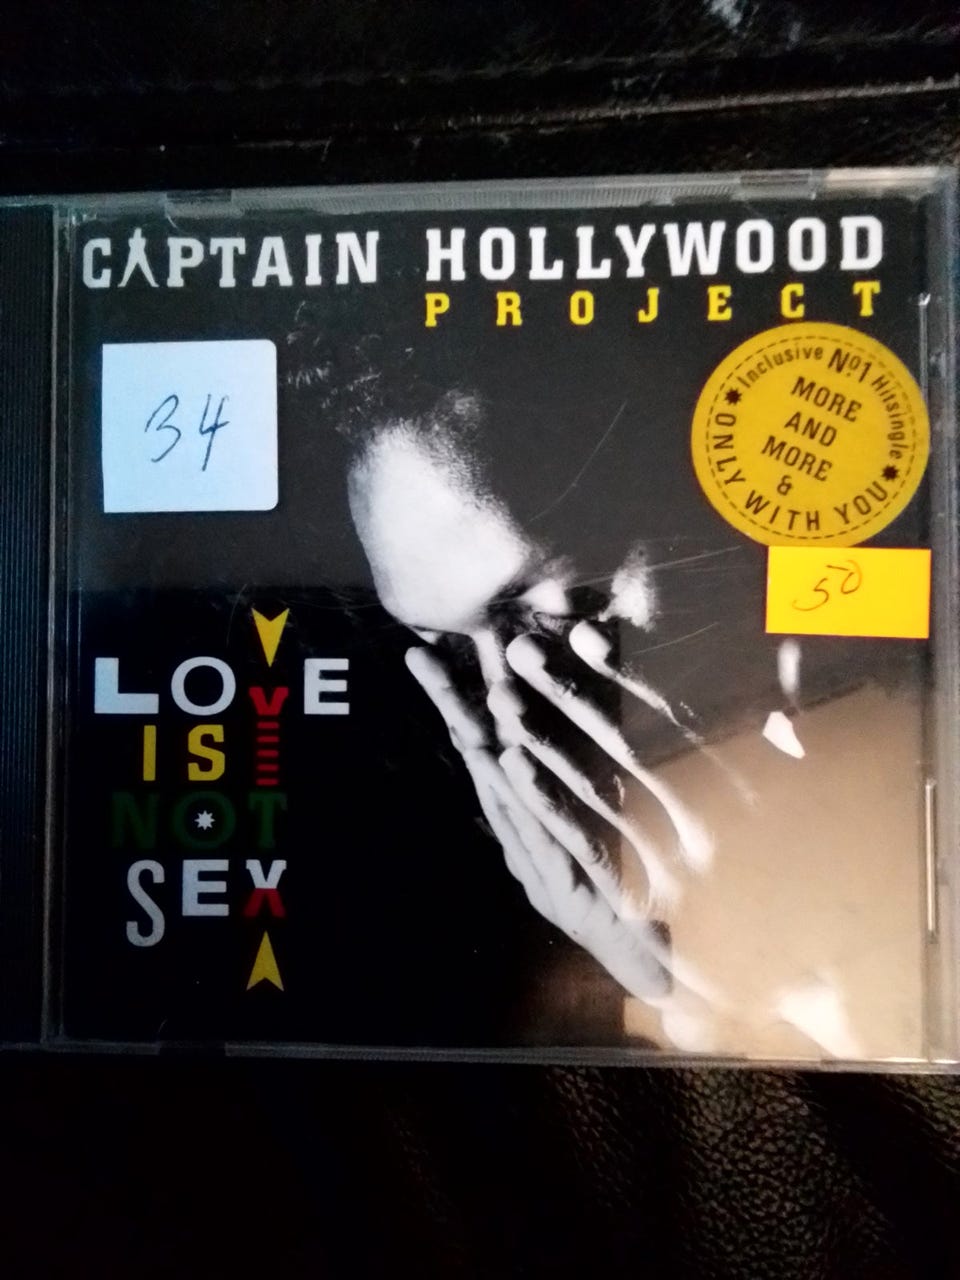 CAPTAIN HOLLYWOOD
PROJECT
34
Inclusive Nº1 Hitsingle
MORE
AND
MORE
&
ONLY WITH YOU
50
LOVE
IS
NOT
SEX